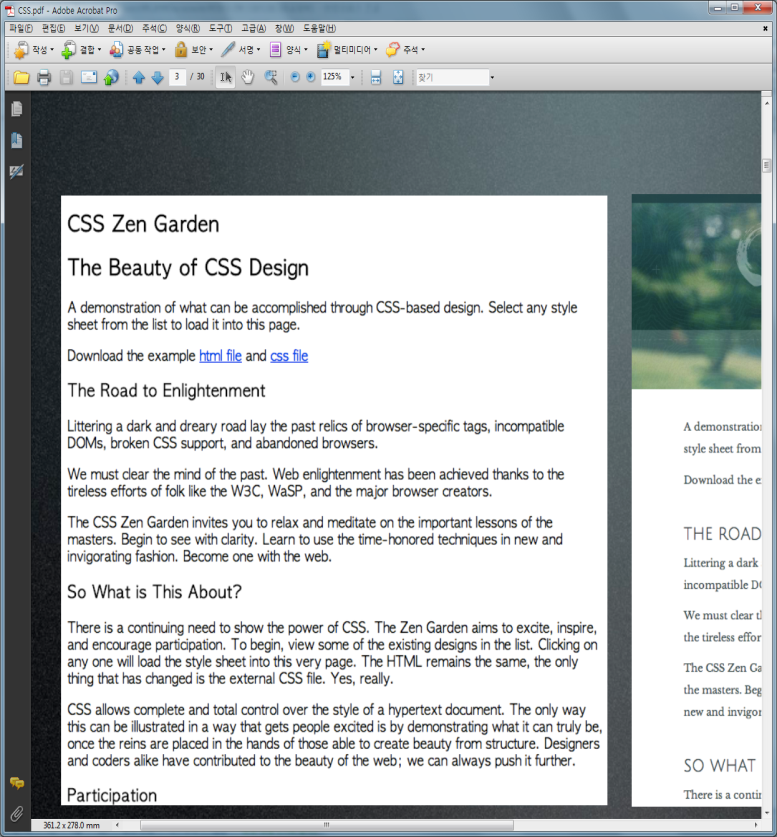 CSS.pdf - Adobe Acrobat Pro
파일(F) 편집(E) 보기(V) 문서(D) 주석(C) 양식(R) 도구(T) 고급(A) 창(W) 도움말(H)
작성 결합 공동 작업 보안 서명 양식 멀티미디어 주석
3 / 30 125% 찾기
CSS Zen Garden
The Beauty of CSS Design
A demonstration of what can be accomplished through CSS-based design. Select any style
sheet from the list to load it into this page.
Download the example html file and css file
The Road to Enlightenment
Littering a dark and dreary road lay the past relics of browser-specific tags, incompatible
DOMs, broken CSS support, and abandoned browsers.
We must clear the mind of the past. Web enlightenment has been achieved thanks to the
tireless efforts of folk like the W3C, WaSP, and the major browser creators.
The CSS Zen Garden invites you to relax and meditate on the important lessons of the
masters. Begin to see with clarity. Learn to use the time-honored techniques in new and
invigorating fashion. Become one with the web.
So What is This About?
There is a continuing need to show the power of CSS. The Zen Garden aims to excite, inspire,
and encourage participation. To begin, view some of the existing designs in the list. Clicking on
any one will load the style sheet into this very page. The HTML remains the same, the only
thing that has changed is the external CSS file. Yes, really.
CSS allows complete and total control over the style of a hypertext document. The only way
this can be illustrated in a way that gets people excited is by demonstrating what it can truly be,
once the reins are placed in the hands of those able to create beauty from structure. Designers
and coders alike have contributed to the beauty of the web; we can always push it further.
Participation
A demonstration
style sheet from
Download the e
THE ROAD
Littering a dark
incompatible DO
We must clear t
the tireless effor
The CSS Zen Ga
the masters. Beg
new and invigor
SO WHAT
There is a contin
361.2 x 278.0 mm